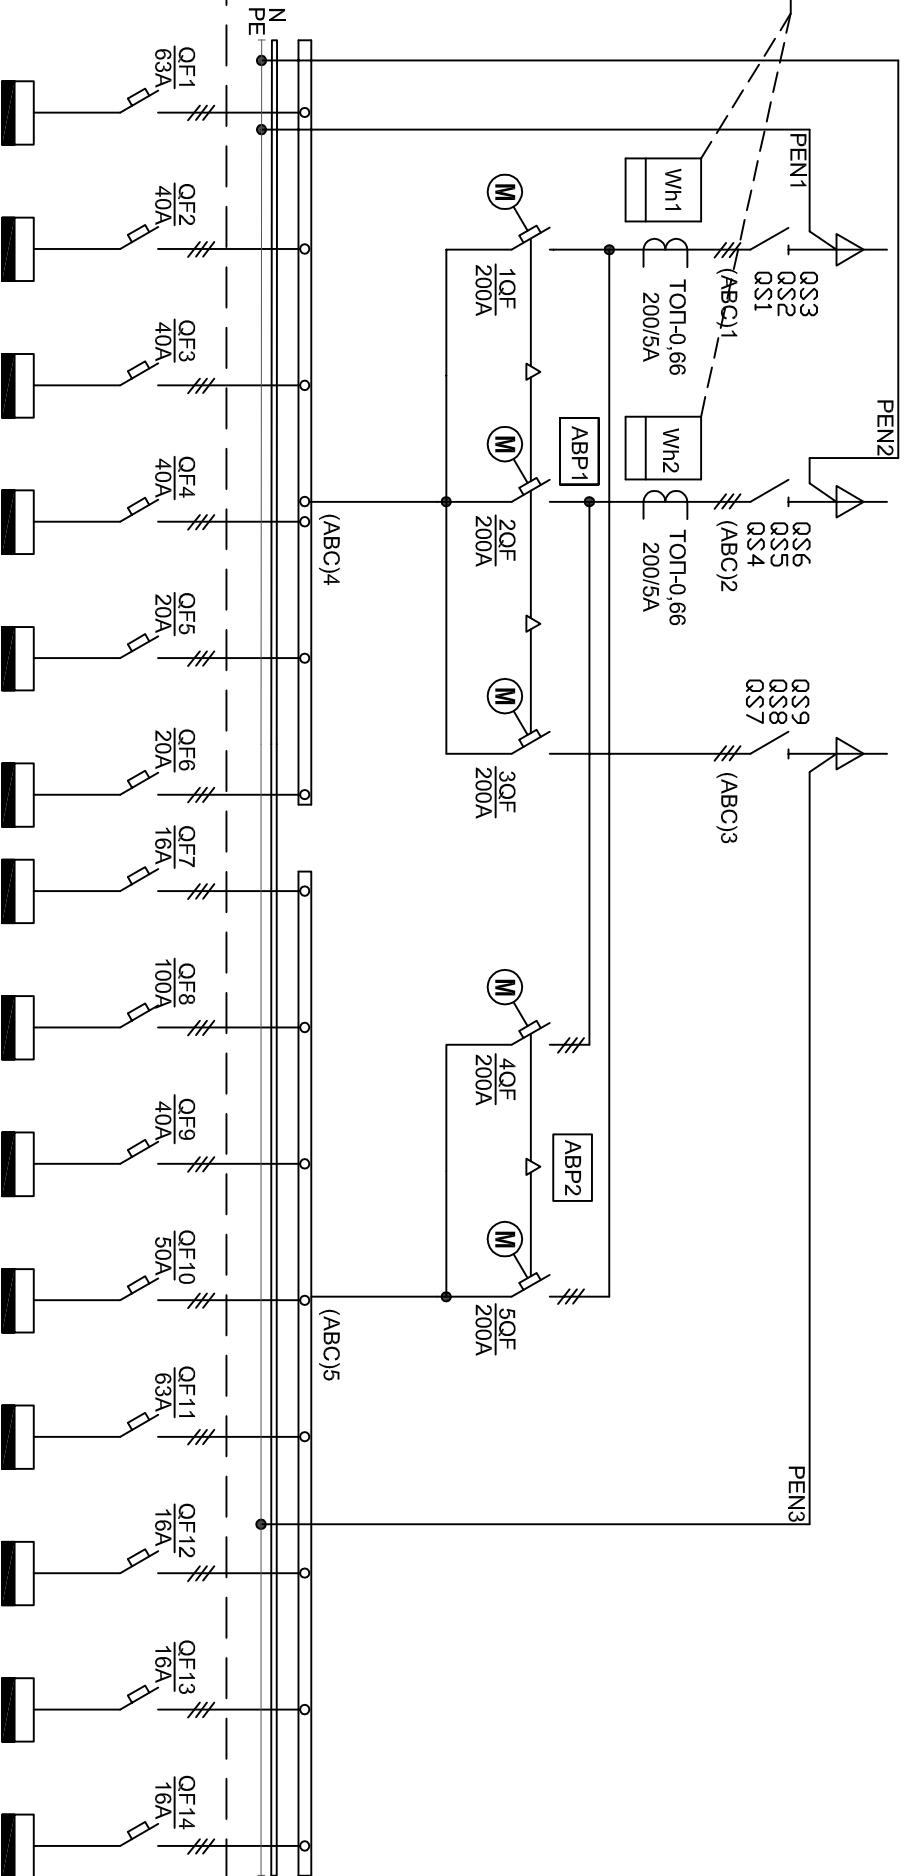 PEN1
PEN2
PEN3
QS3
QS2
QS1
QS6
QS5
QS4
QS9
QS8
QS7
(ABC)1
(ABC)2
(ABC)3
Wh1
Wh2
ТОП-0,66
200/5А
ТОП-0,66
200/5А
АВР1
АВР2
M
1QF
200A
M
2QF
200A
M
3QF
200A
M
4QF
200A
M
5QF
200A
(ABC)4
(ABC)5
N
PE
QF1
63A
QF2
40A
QF3
40A
QF4
40A
QF5
20A
QF6
20A
QF7
16A
QF8
100A
QF9
40A
QF10
50A
QF11
63A
QF12
16A
QF13
16A
QF14
16A